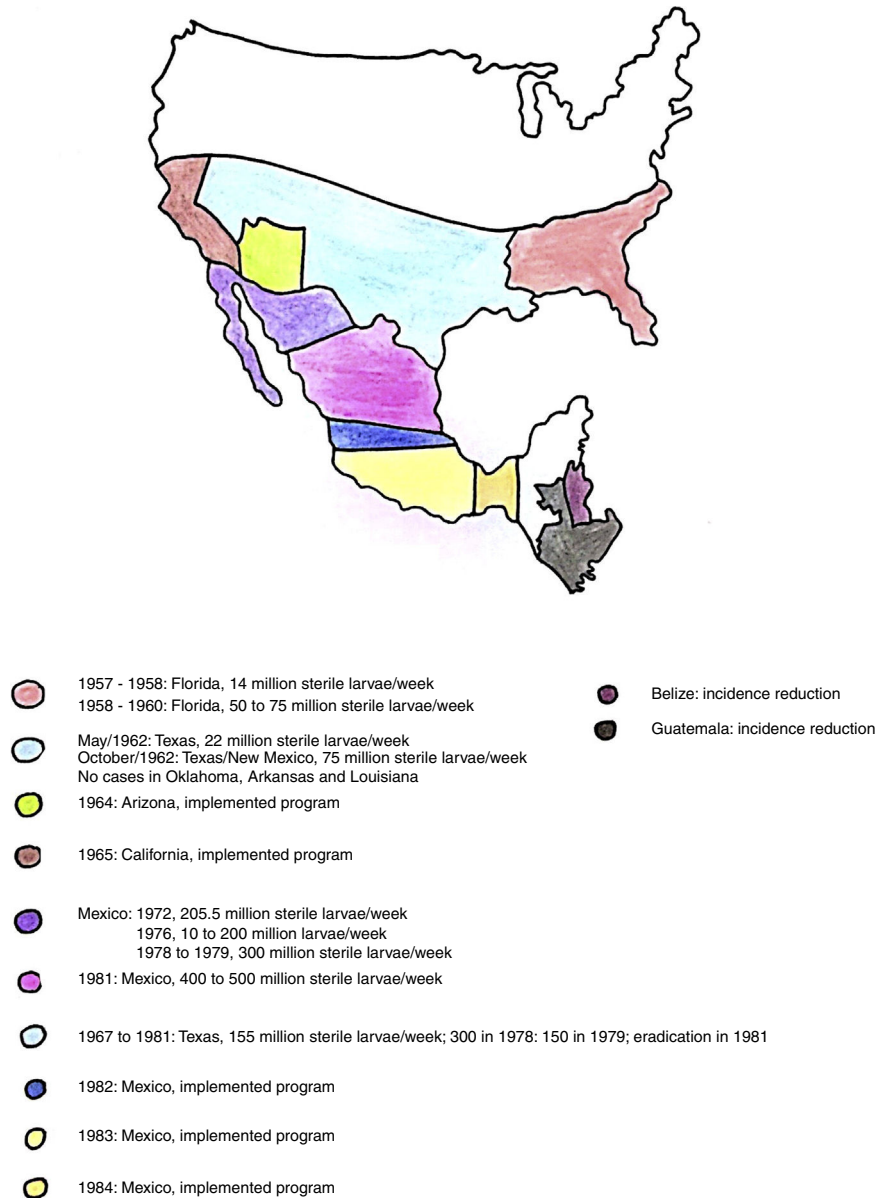 1957 - 1958: Florida, 14 million sterile larvae/week
1958 - 1960: Florida, 50 to 75 million sterile larvae/week
May/1962: Texas, 22 million sterile larvae/week
October/1962: Texas/New Mexico, 75 million sterile larvae/week
No cases in Oklahoma, Arkansas and Louisiana
1964: Arizona, implemented program
1965: California, implemented program
Mexico: 1972, 205.5 million sterile larvae/week
1976, 10 to 200 million larvae/week
1978 to 1979, 300 million sterile larvae/week
1981: Mexico, 400 to 500 million sterile larvae/week
1967 to 1981: Texas, 155 million sterile larvae/week; 300 in 1978: 150 in 1979; eradication in 1981
1982: Mexico, implemented program
1983: Mexico, implemented program
1984: Mexico, implemented program
Belize: incidence reduction
Guatemala: incidence reduction